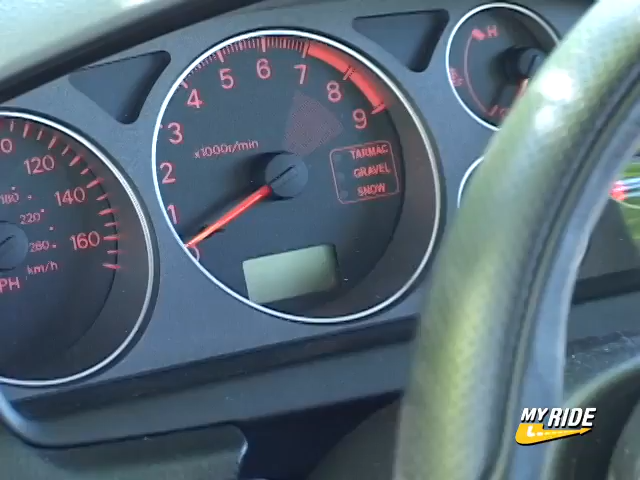 4 5 6 7 8 9
3
2
1
0
x1000r/min
TARMAC
GRAVEL
SNOW
120
140
160
180
220
260
km/h
PH
H
MY RIDE